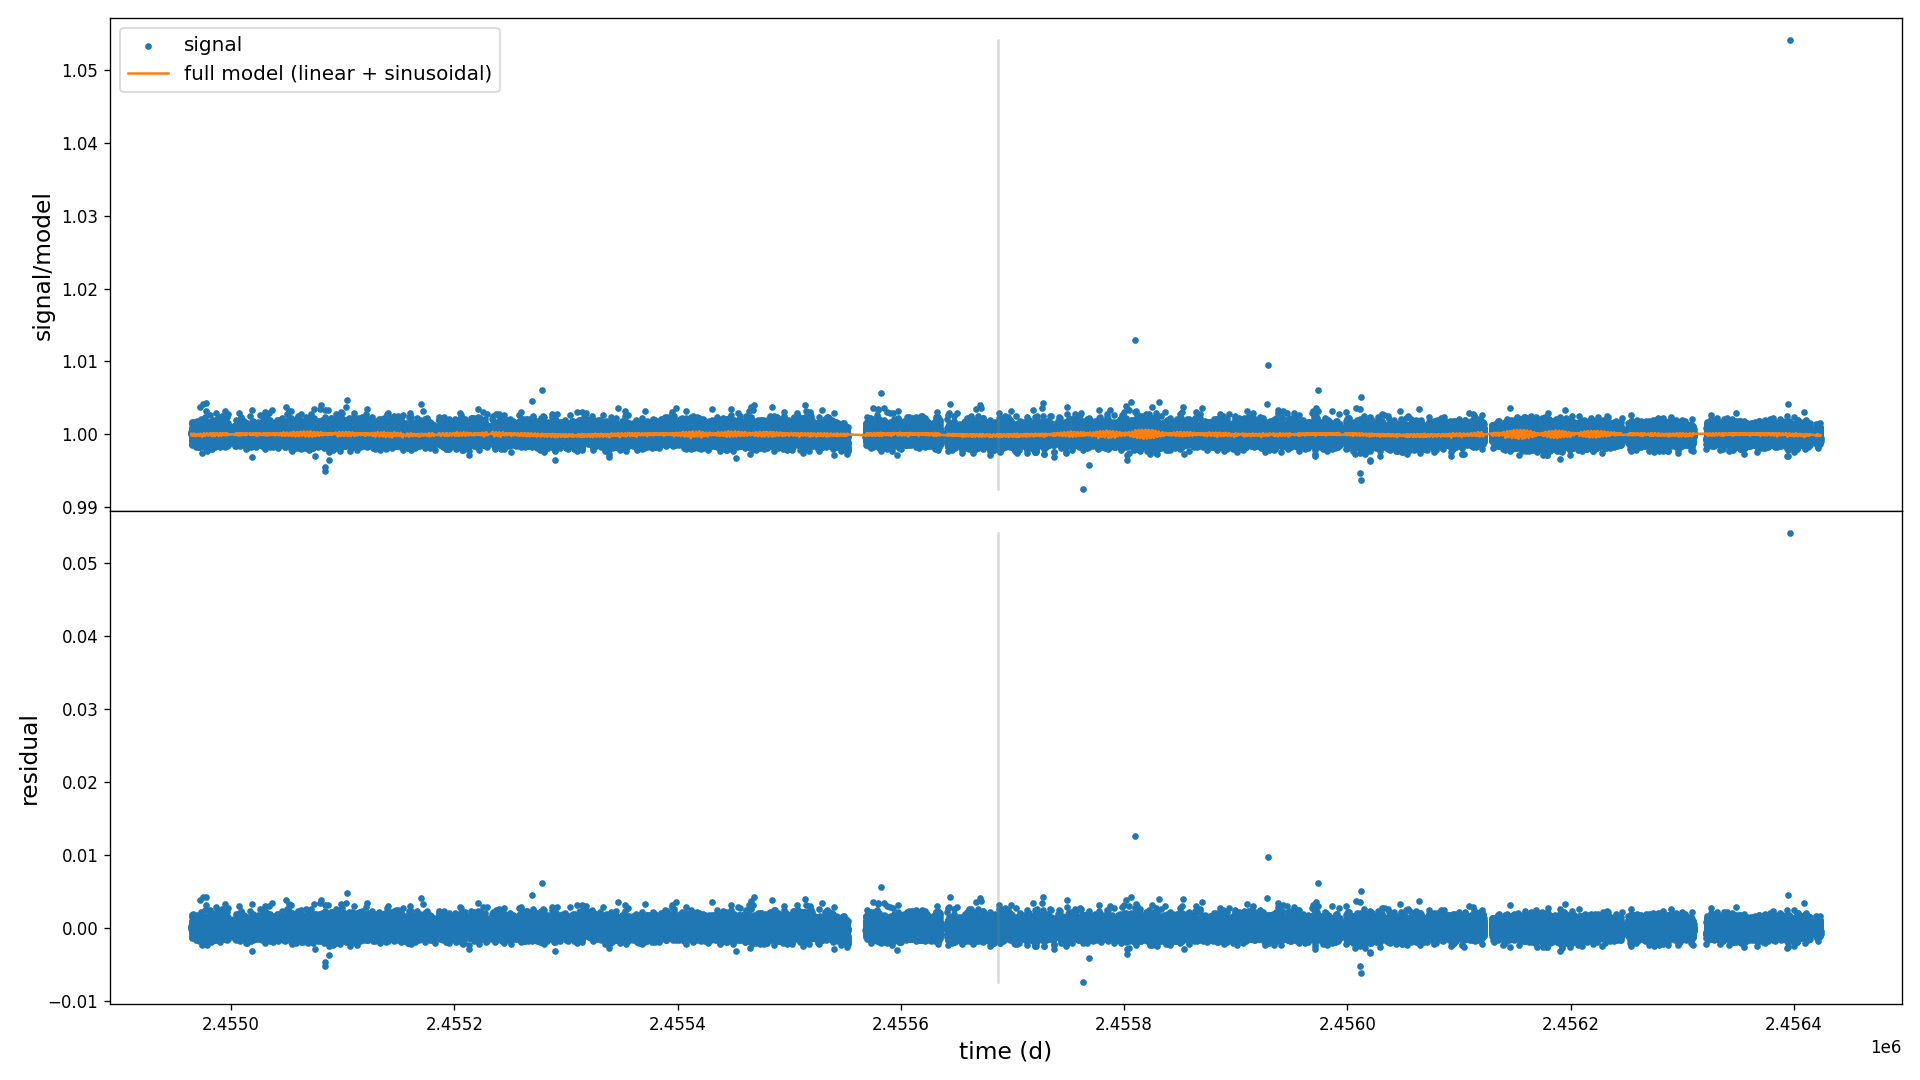 signal
full model (linear + sinusoidal)
signal/model
1.05
1.04
1.03
1.02
1.01
1.00
0.99
residual
0.05
0.04
0.03
0.02
0.01
0.00
−0.01
2.4550 2.4552 2.4554 2.4556 2.4558 2.4560 2.4562 2.4564
1e6
time (d)